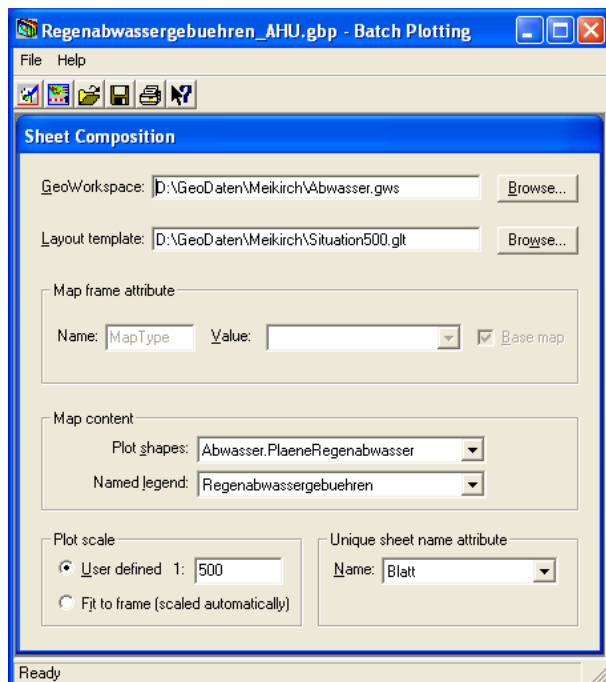 Regenabwassergebuehren_AHU.gbp - Batch Plotting
File Help
Sheet Composition
GeoWorkspace: D:\GeoDaten\Meikirch\Abwasser.gws Browse...
Layout template: D:\GeoDaten\Meikirch\Situation500.glt Browse...
Map frame attribute
Name: MapType Value: Base map
Map content
Plot shapes: Abwasser.PlaeneRegenabwasser
Named legend: Regenabwassergebuehren
Plot scale
User defined 1: 500
Fit to frame (scaled automatically)
Unique sheet name attribute
Name: Blatt
Ready